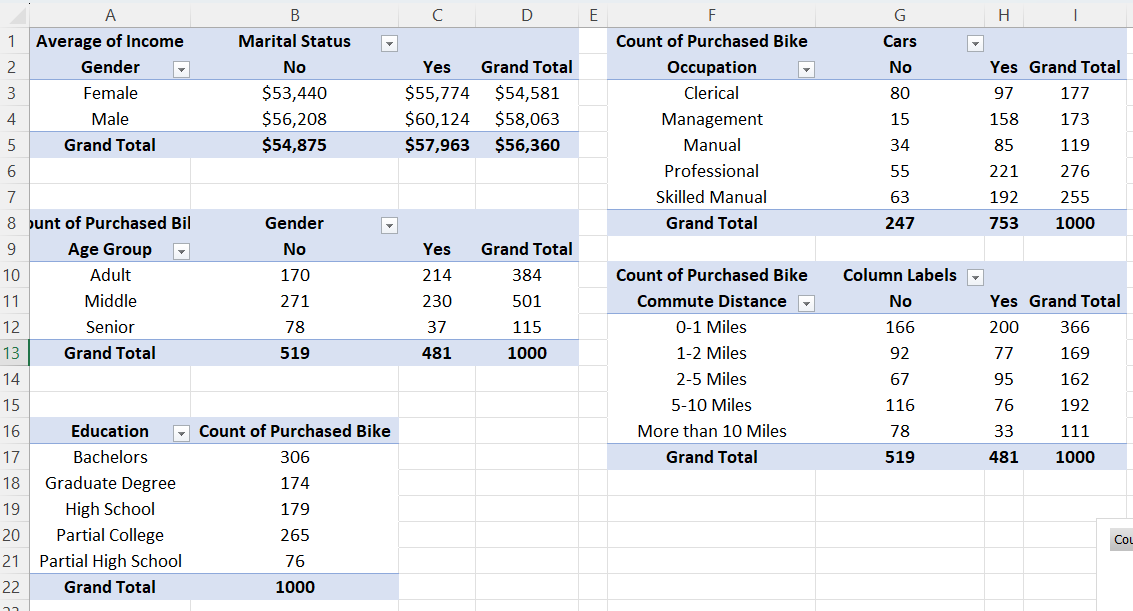 A B C D E F G H I
1 Average of Income Marital Status Count of Purchased Bike Cars
2 Gender No Yes Grand Total Occupation No Yes Grand Total
3 Female $53,440 $55,774 $54,581 Clerical 80 97 177
4 Male $56,208 $60,124 $58,063 Management 15 158 173
5 Grand Total $54,875 $57,963 $56,360 Manual 34 85 119
6 Professional 55 221 276
7 Skilled Manual 63 192 255
8 ount of Purchased Bil Gender Grand Total 247 753 1000
9 Age Group No Yes Grand Total
10 Adult 170 214 384 Count of Purchased Bike Column Labels
11 Middle 271 230 501 Commute Distance No Yes Grand Total
12 Senior 78 37 115 0-1 Miles 166 200 366
13 Grand Total 519 481 1000 1-2 Miles 92 77 169
14 2-5 Miles 67 95 162
15 5-10 Miles 116 76 192
16 Education Count of Purchased Bike More than 10 Miles 78 33 111
17 Bachelors 306 Grand Total 519 481 1000
18 Graduate Degree 174
19 High School 179
20 Partial College 265 Cou
21 Partial High School 76
22 Grand Total 1000